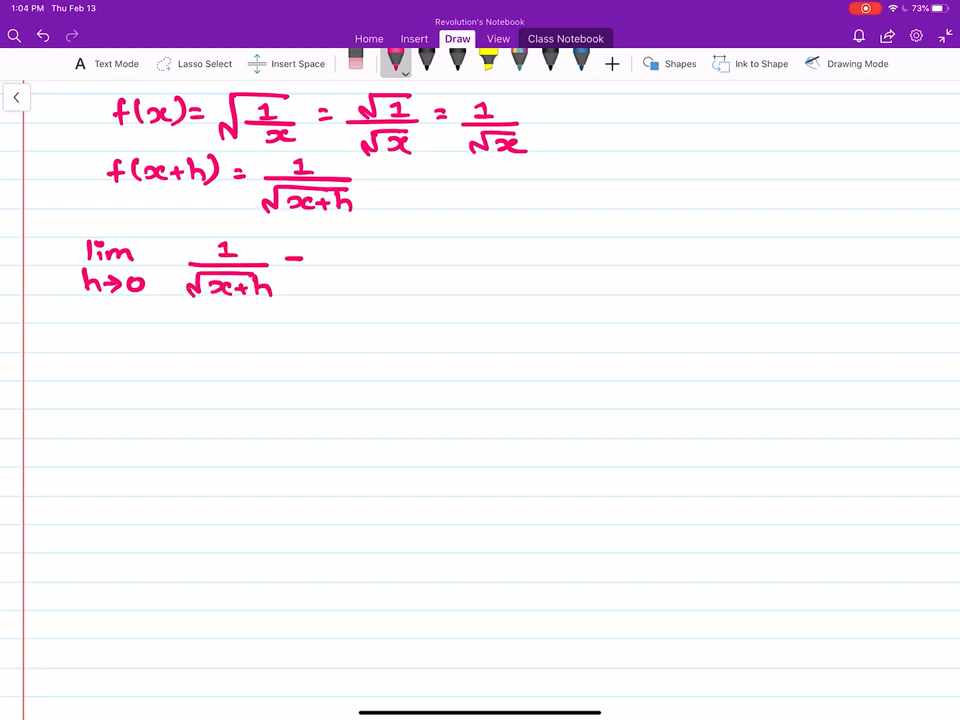 1:04 PM Thu Feb 13
73%
Revolution's Notebook
Home Insert Draw View Class Notebook
Text Mode Lasso Select Insert Space Shapes Ink to Shape Drawing Mode
f(x) = √(1/x) = √1/√x = 1/√x
f(x+h) = 1/√(x+h)
lim h→0 1/√(x+h) −